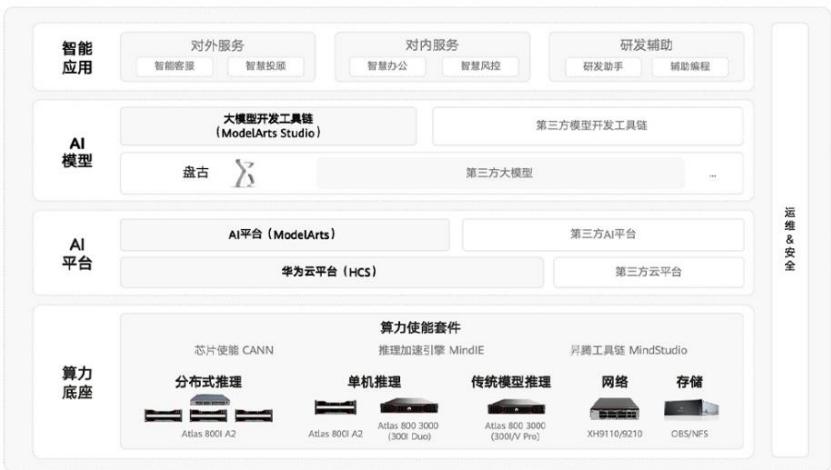 智能
应用
对外服务
智能客服
智慧投顾
对内服务
智慧办公
智慧风控
研发辅助
研发助手
辅助编程
AI
模型
大模型开发工具链
(ModelArts Studio)
第三方模型开发工具链
盘古
第三方大模型
...
AI
平台
AI平台 (ModelArts)
第三方AI平台
华为云平台 (HCS)
第三方云平台
算力
底座
算力使能套件
芯片使能 CANN
推理加速引擎 MindIE
昇腾工具链 MindStudio
分布式推理
Atlas 800I A2
单机推理
Atlas 800I A2
Atlas 800 3000
(300I Duo)
传统模型推理
Atlas 800 3000
(300I/V Pro)
网络
XH9110/9210
存储
OBS/NFS
运维&安全